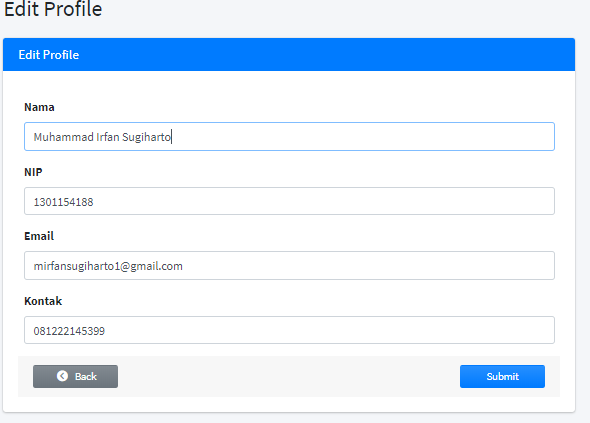 Edit Profile
Edit Profile
Nama
Muhammad Irfan Sugiharto
NIP
1301154188
Email
mirfansugiharto1@gmail.com
Kontak
081222145399
Back
Submit